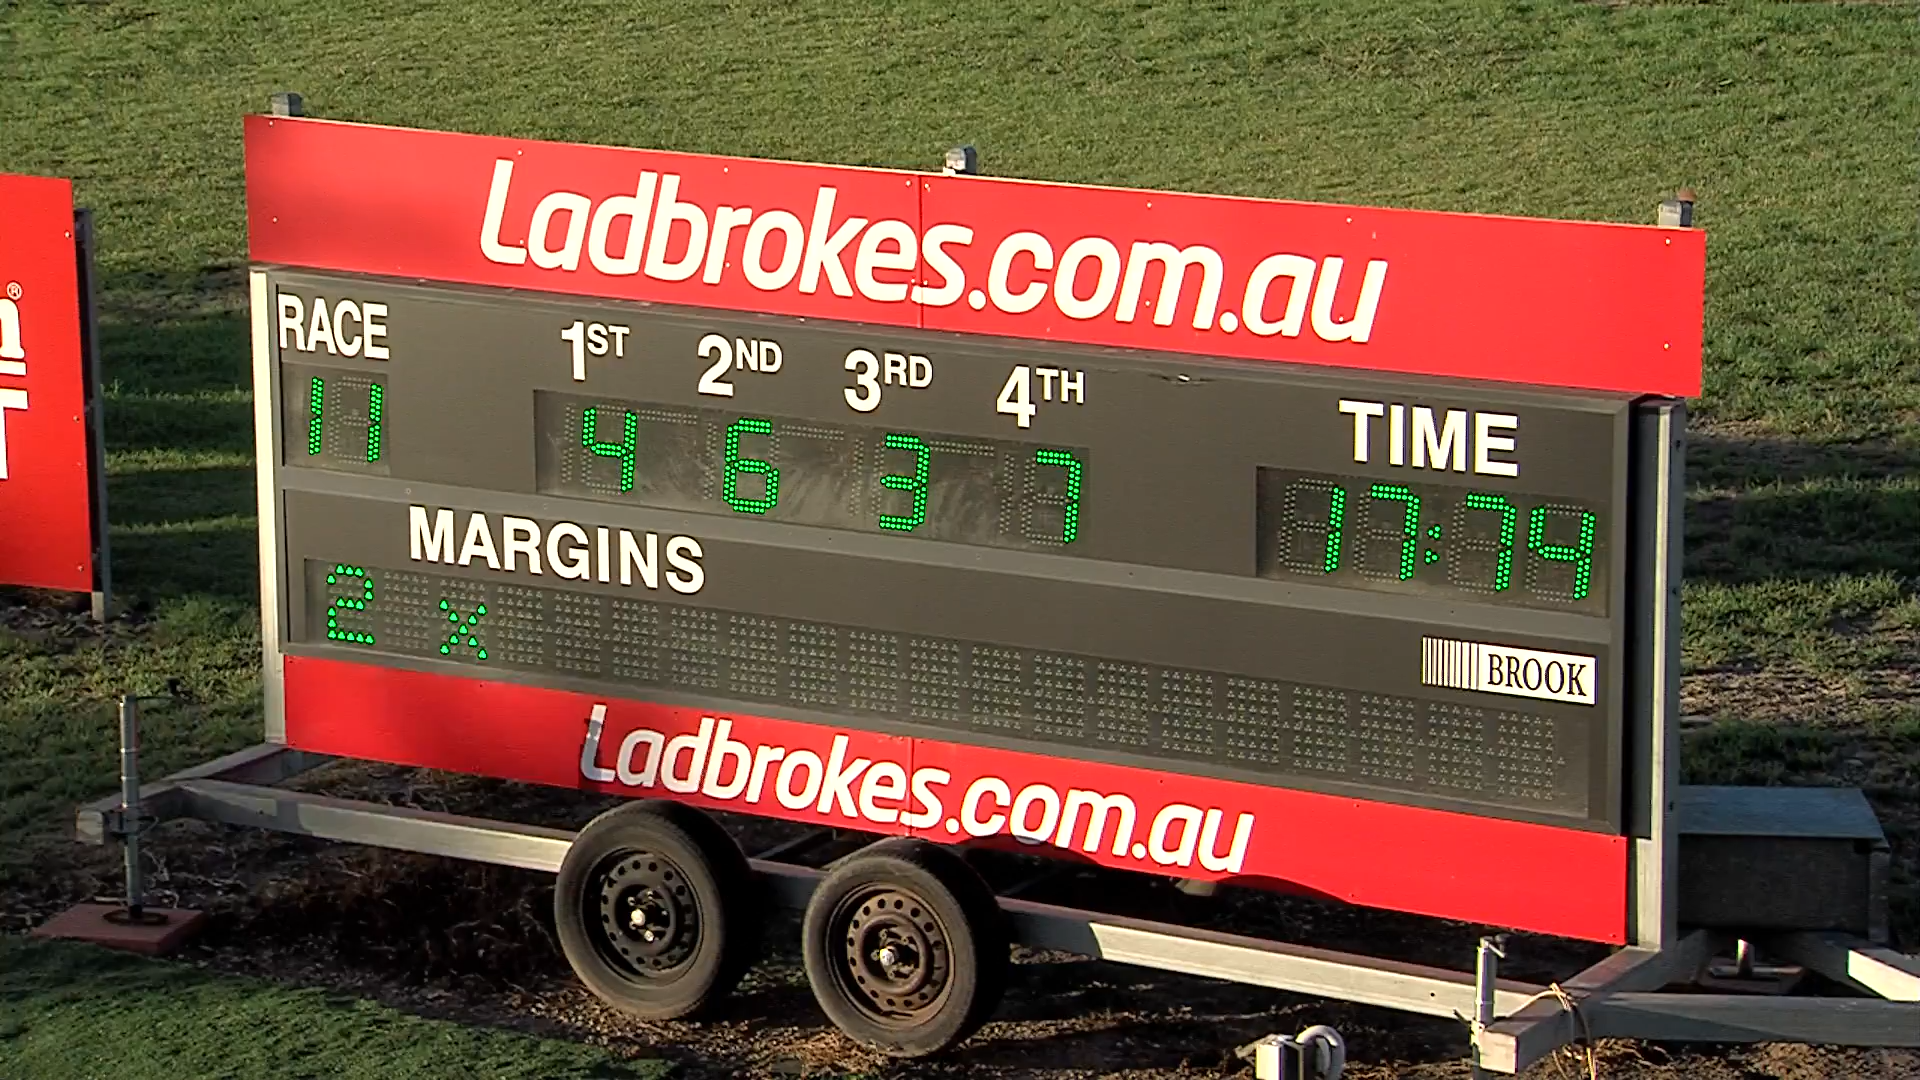 Ladbrokes.com.au
RACE 1ST 2ND 3RD 4TH TIME
11 4 6 3 7 17:74
MARGINS
2 x
BROOK
Ladbrokes.com.au